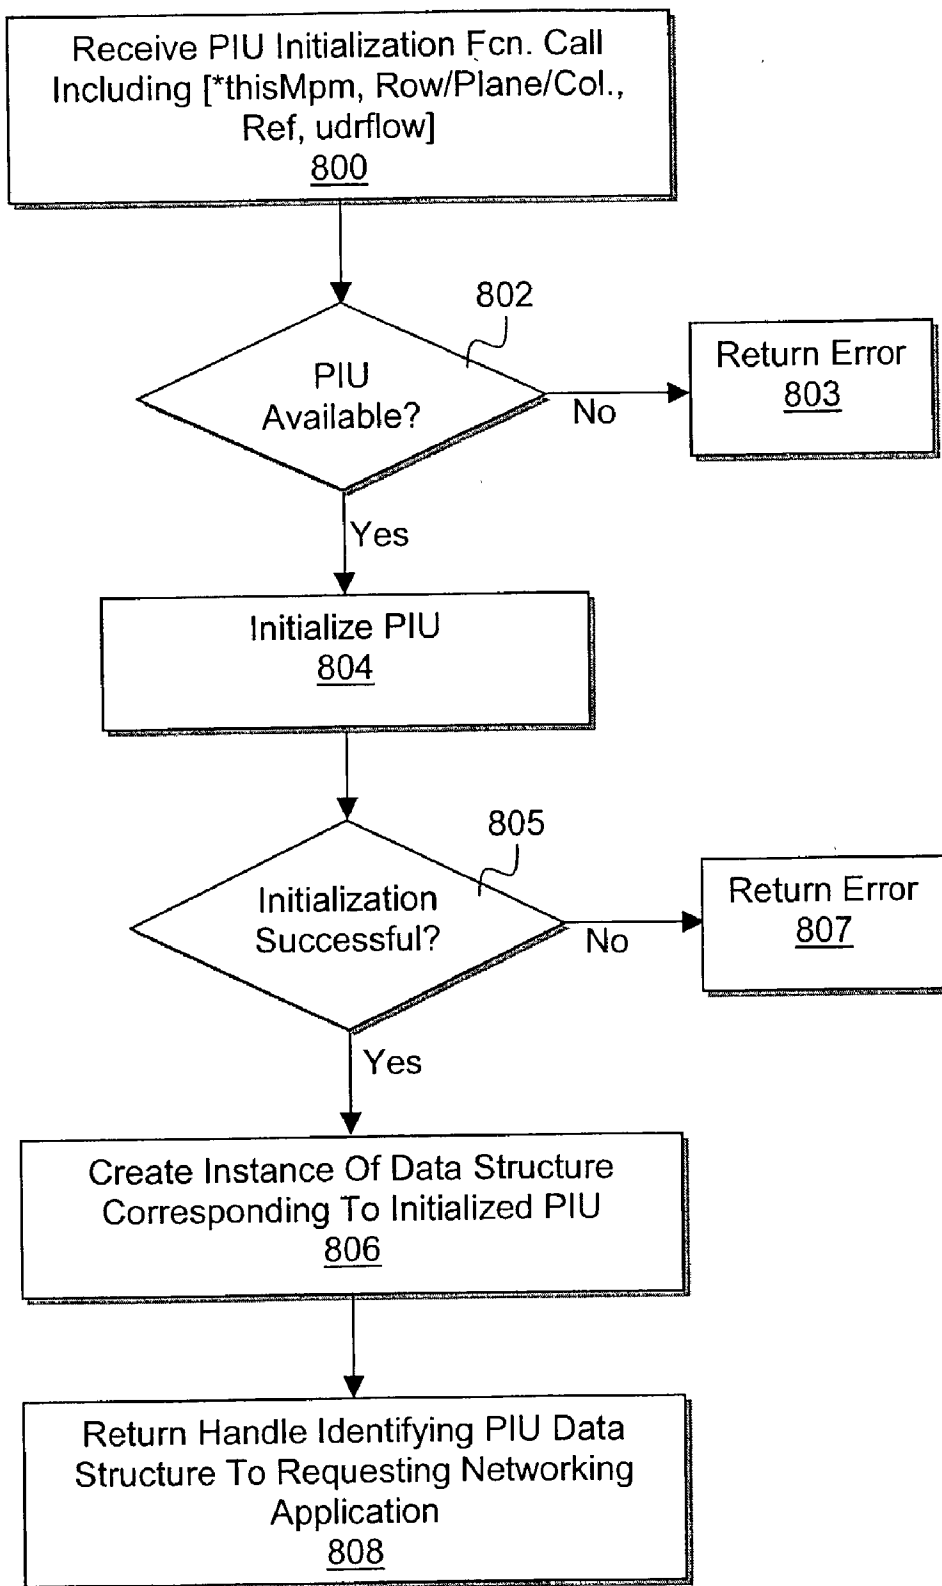 Receive PIU Initialization Fcn. Call
Including [*thisMpm, Row/Plane/Col.,
Ref, udrflow]
800
802
PIU
Available?
No
Return Error
803
Yes
Initialize PIU
804
805
Initialization
Successful?
No
Return Error
807
Yes
Create Instance Of Data Structure
Corresponding To Initialized PIU
806
Return Handle Identifying PIU Data
Structure To Requesting Networking
Application
808